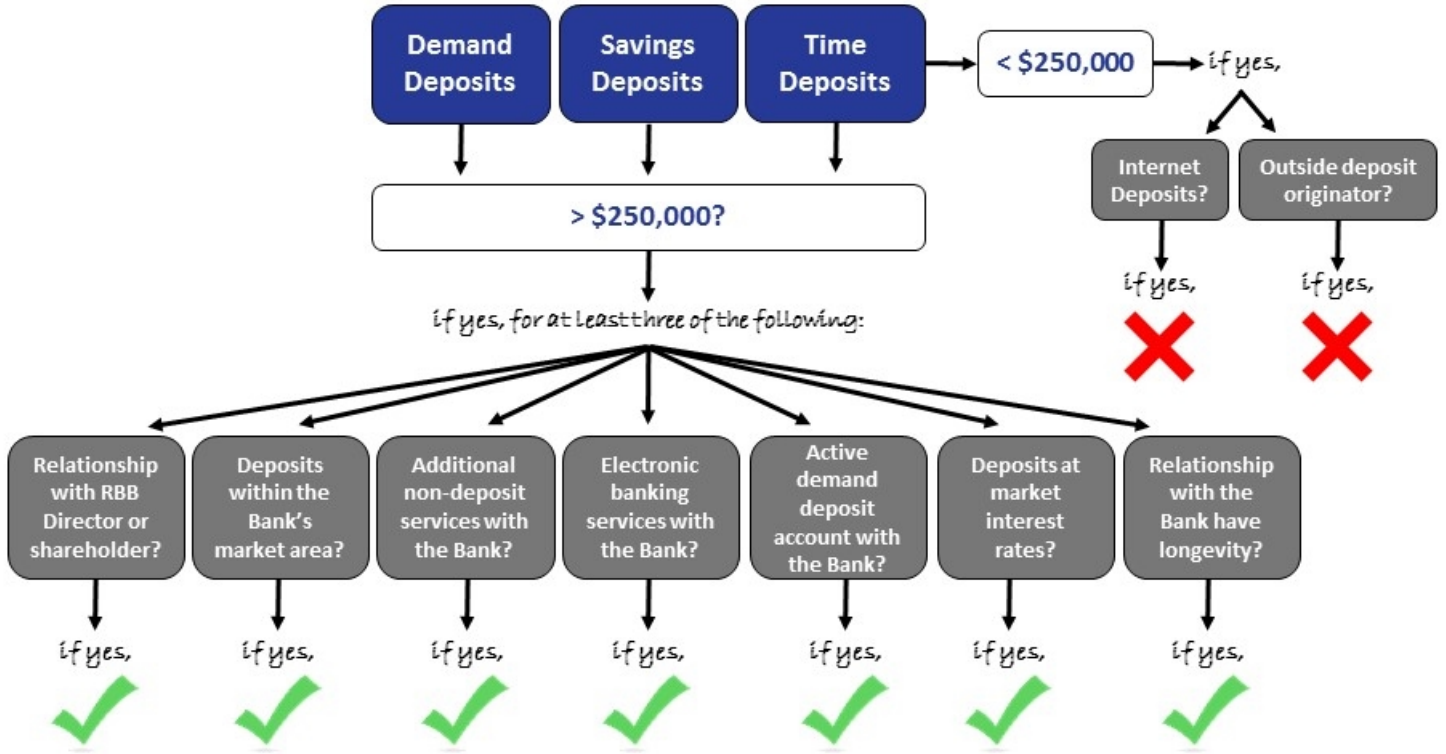 Demand
Deposits
Savings
Deposits
Time
Deposits
< $250,000
if yes,
Internet
Deposits?
Outside deposit
originator?
> $250,000?
if yes,
if yes,
if yes, for at least three of the following:
Relationship
with RBB
Director or
shareholder?
Deposits
within the
Bank's
market area?
Additional
non-deposit
services with
the Bank?
Electronic
banking
services with
the Bank?
Active
demand
deposit
account with
the Bank?
Deposits at
market
interest
rates?
Relationship
with the
Bank have
longevity?
if yes,
if yes,
if yes,
if yes,
if yes,
if yes,
if yes,